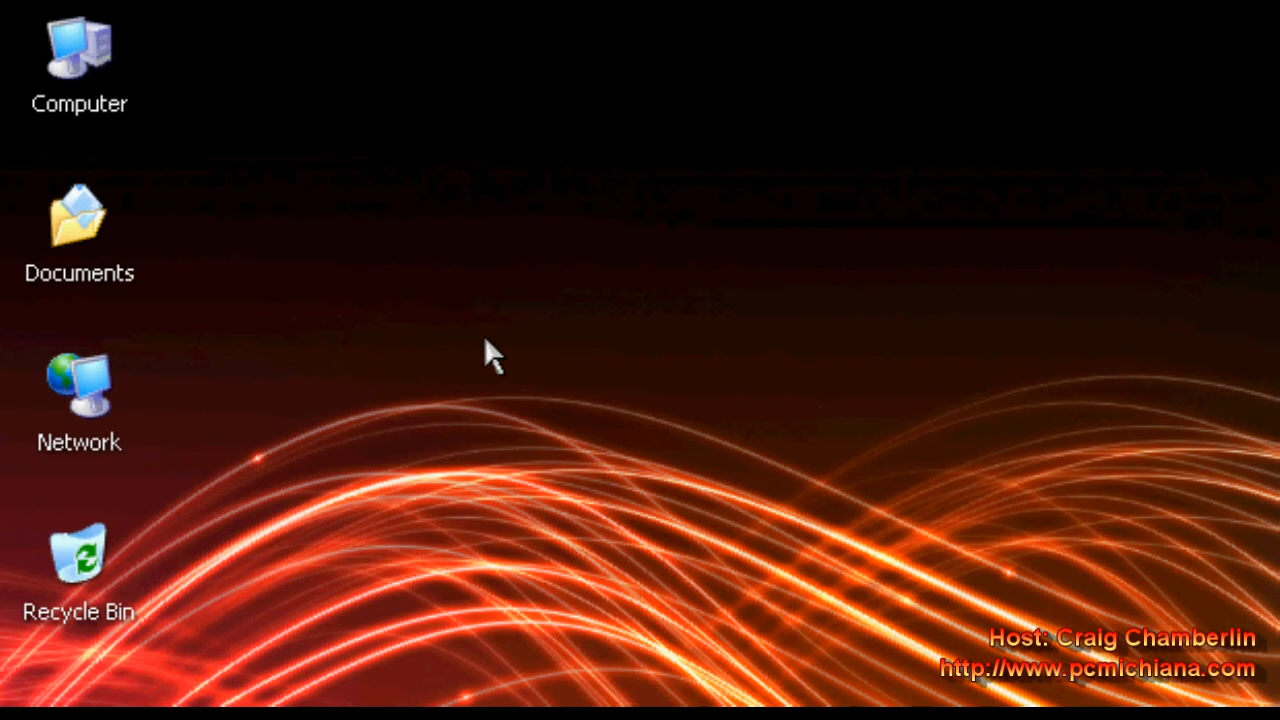 Computer
Documents
Network
Recycle Bin
Host: Craig Chamberlin
http://www.pcmichiana.com